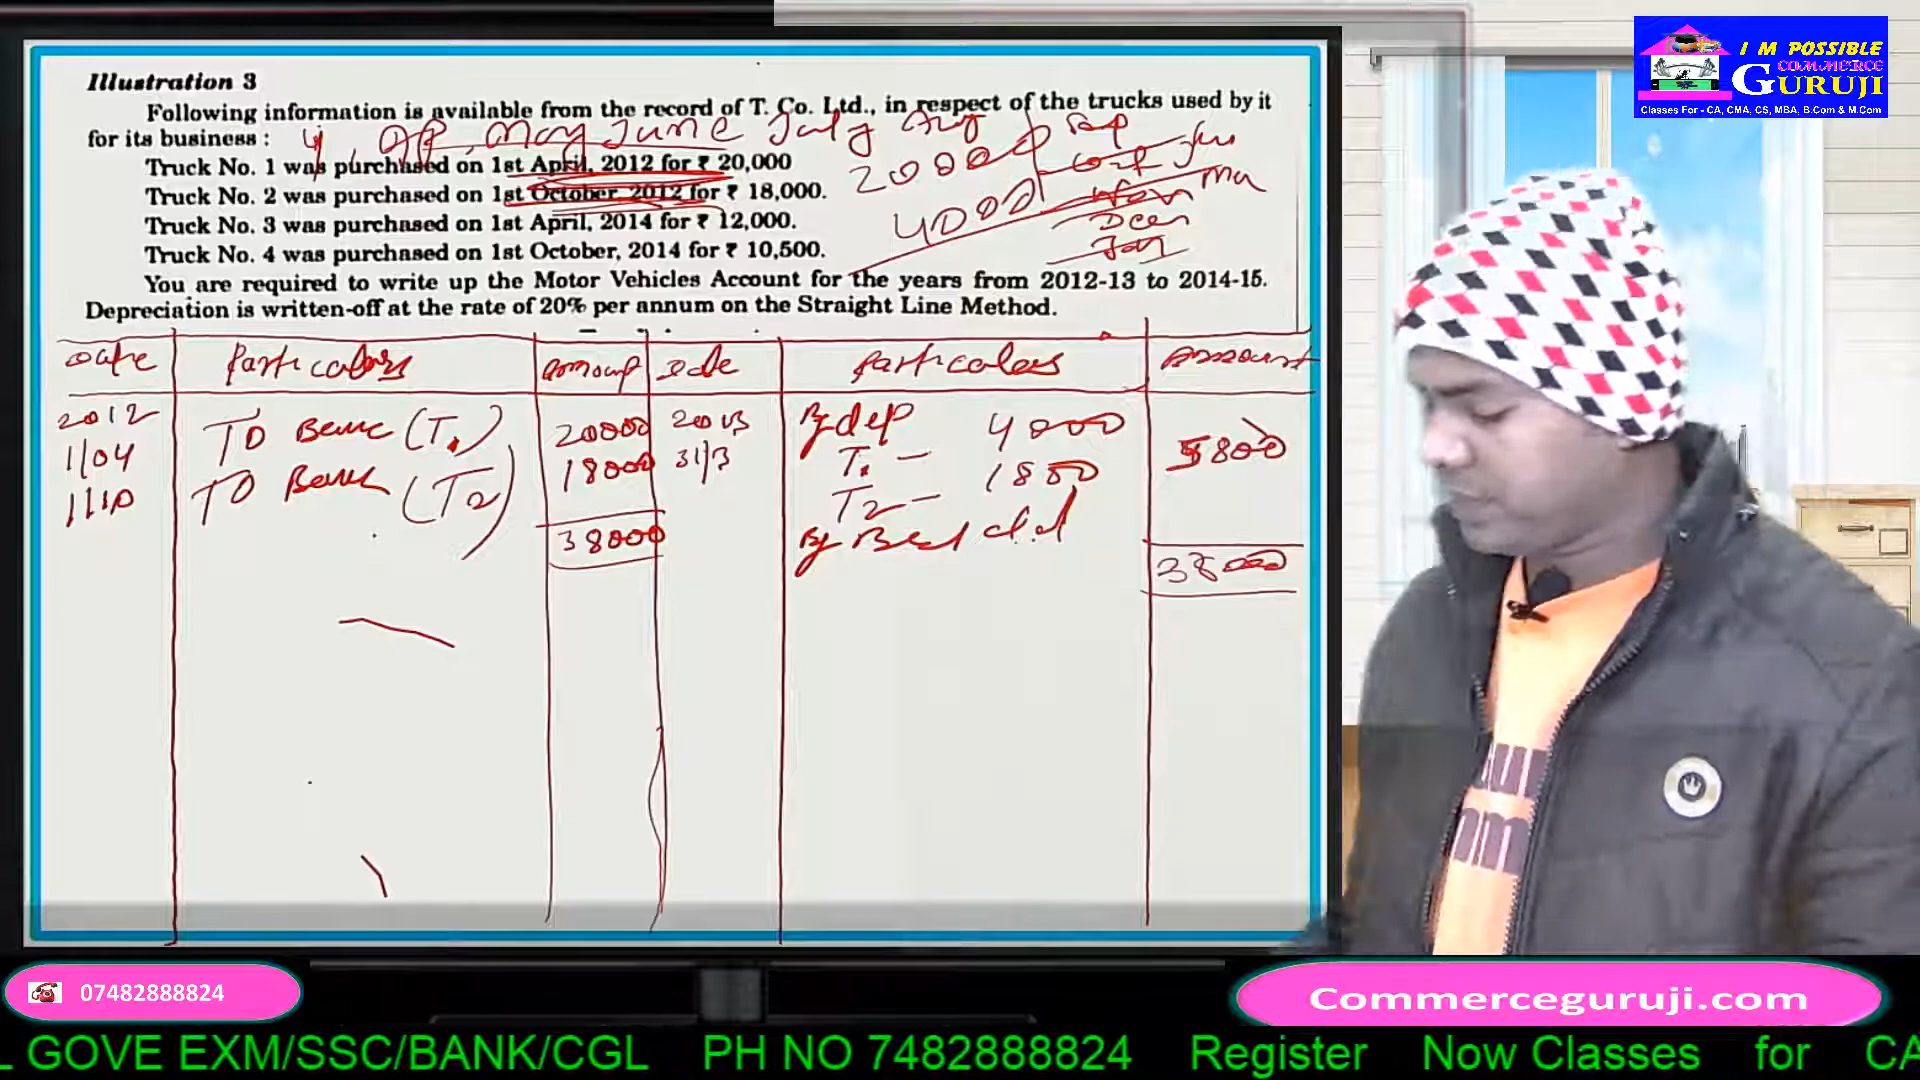 I M POSSIBLE
COMMERCE
GURUJI
Classes For - CA, CMA, CS, MBA, B.Com & M.Com
Illustration 3
Following information is available from the record of T. Co. Ltd., in respect of the trucks used by it
for its business :
4, Ap, May June July Aug Sep
Truck No. 1 was purchased on 1st April, 2012 for ₹ 20,000
Truck No. 2 was purchased on 1st October, 2012 for ₹ 18,000.
Truck No. 3 was purchased on 1st April, 2014 for ₹ 12,000.
Truck No. 4 was purchased on 1st October, 2014 for ₹ 10,500.
20000
4000
You are required to write up the Motor Vehicles Account for the years from 2012-13 to 2014-15.
Depreciation is written-off at the rate of 20% per annum on the Straight Line Method.
Date Particulars Amount Date Particulars Amount
2012 20000 2013 By dep 4000
1/04 To Bank (T1) 31/3 T1 - 5800
1/10 To Bank (T2) 18000 T2 - 1800
38000 By Bal c/d 38000
07482888824
Commerceguruji.com
L GOVE EXM/SSC/BANK/CGL PH NO 7482888824 Register Now Classes for CA